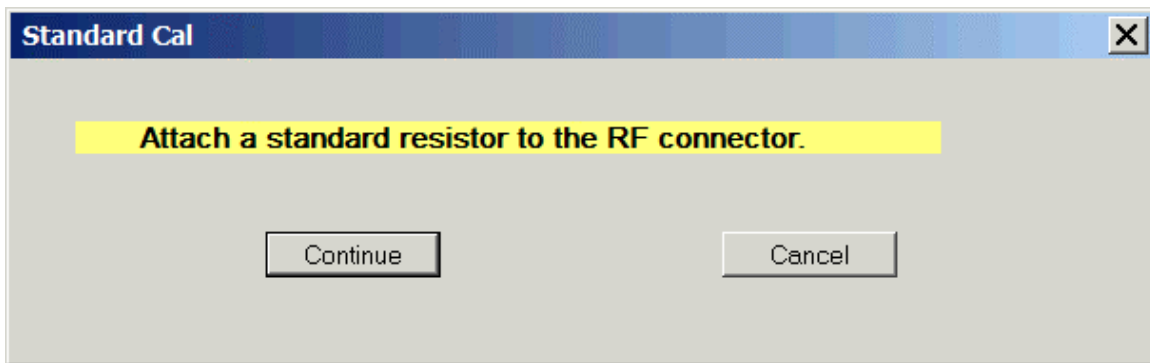 Standard Cal
Attach a standard resistor to the RF connector.
Continue
Cancel